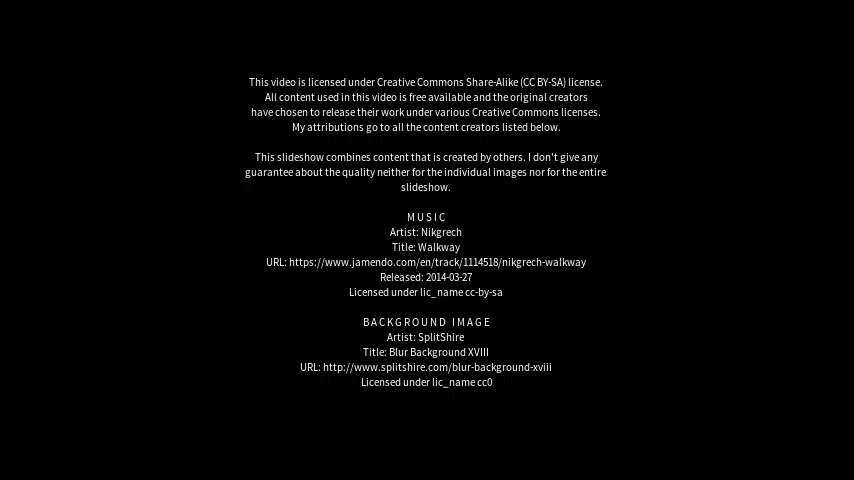 This video is licensed under Creative Commons Share-Alike (CC BY-SA) license.
All content used in this video is free available and the original creators
have chosen to release their work under various Creative Commons licenses.
My attributions go to all the content creators listed below.
This slideshow combines content that is created by others. I don't give any
guarantee about the quality neither for the individual images nor for the entire
slideshow.
MUSIC
Artist: Nikgrech
Title: Walkway
URL: https://www.jamendo.com/en/track/1114518/nikgrech-walkway
Released: 2014-03-27
Licensed under lic_name cc-by-sa
BACKGROUND IMAGE
Artist: SplitShire
Title: Blur Background XVIII
URL: http://www.splitshire.com/blur-background-xviii
Licensed under lic_name cc0